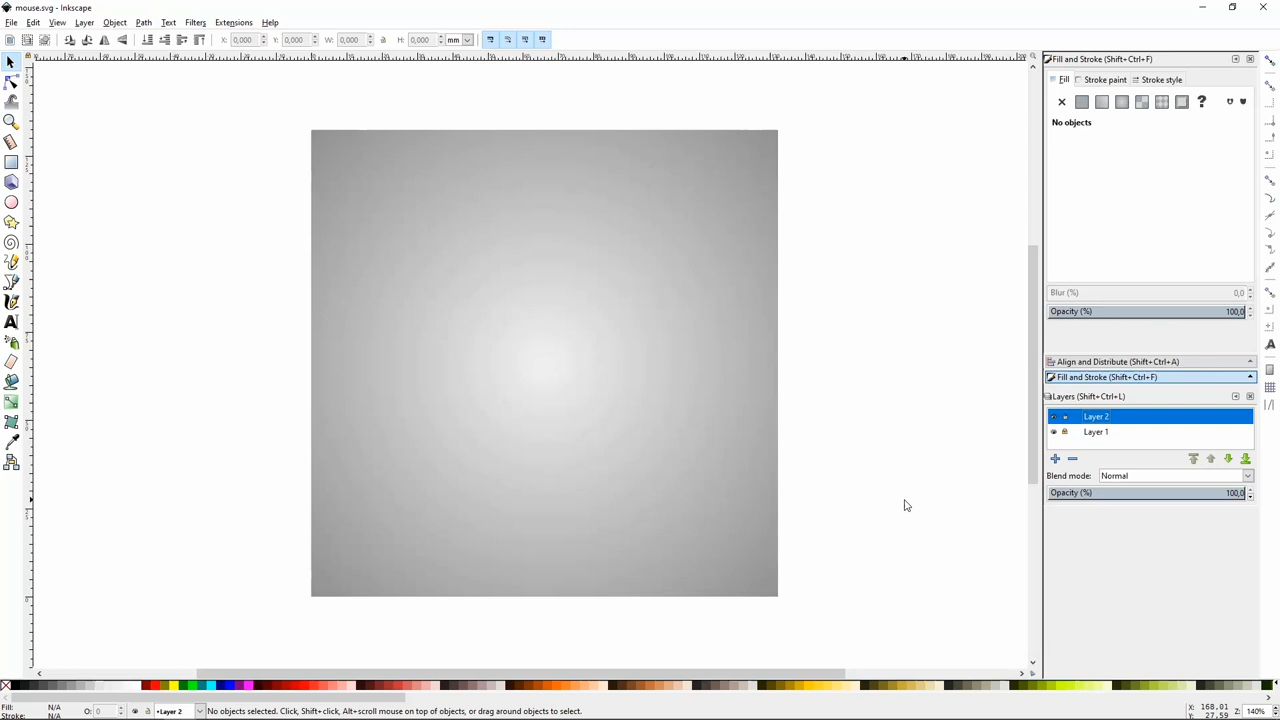 mouse.svg - Inkscape
File Edit View Layer Object Path Text Filters Extensions Help
X: 0,000 Y: 0,000 W: 0,000 H: 0,000 mm
Fill and Stroke (Shift+Ctrl+F)
Fill Stroke paint Stroke style
?
No objects
Blur (%) 0,0
Opacity (%) 100,0
Align and Distribute (Shift+Ctrl+A)
Fill and Stroke (Shift+Ctrl+F)
Layers (Shift+Ctrl+L)
Layer 2
Layer 1
Blend mode: Normal
Opacity (%) 100,0
Fill: N/A
Stroke: N/A
O: 0
•Layer 2
No objects selected. Click, Shift+click, Alt+scroll mouse on top of objects, or drag around objects to select.
X: 168,01
Y: 27,59
Z: 140%